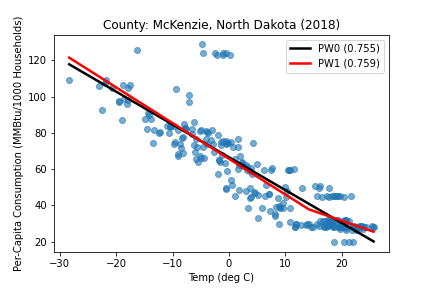 County: McKenzie, North Dakota (2018)
PW0 (0.755)
PW1 (0.759)
Per-Capita Consumption (MMBtu/1000 Households)
120
100
80
60
40
20
−30 −20 −10 0 10 20
Temp (deg C)